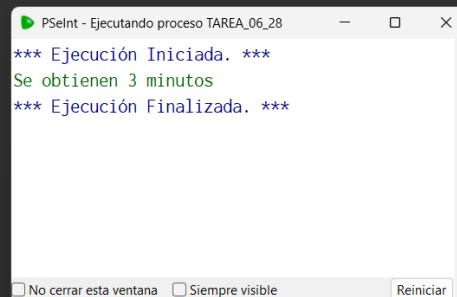 PSeInt - Ejecutando proceso TAREA_06_28
*** Ejecución Iniciada. ***
Se obtienen 3 minutos
*** Ejecución Finalizada. ***
No cerrar esta ventana Siempre visible Reiniciar